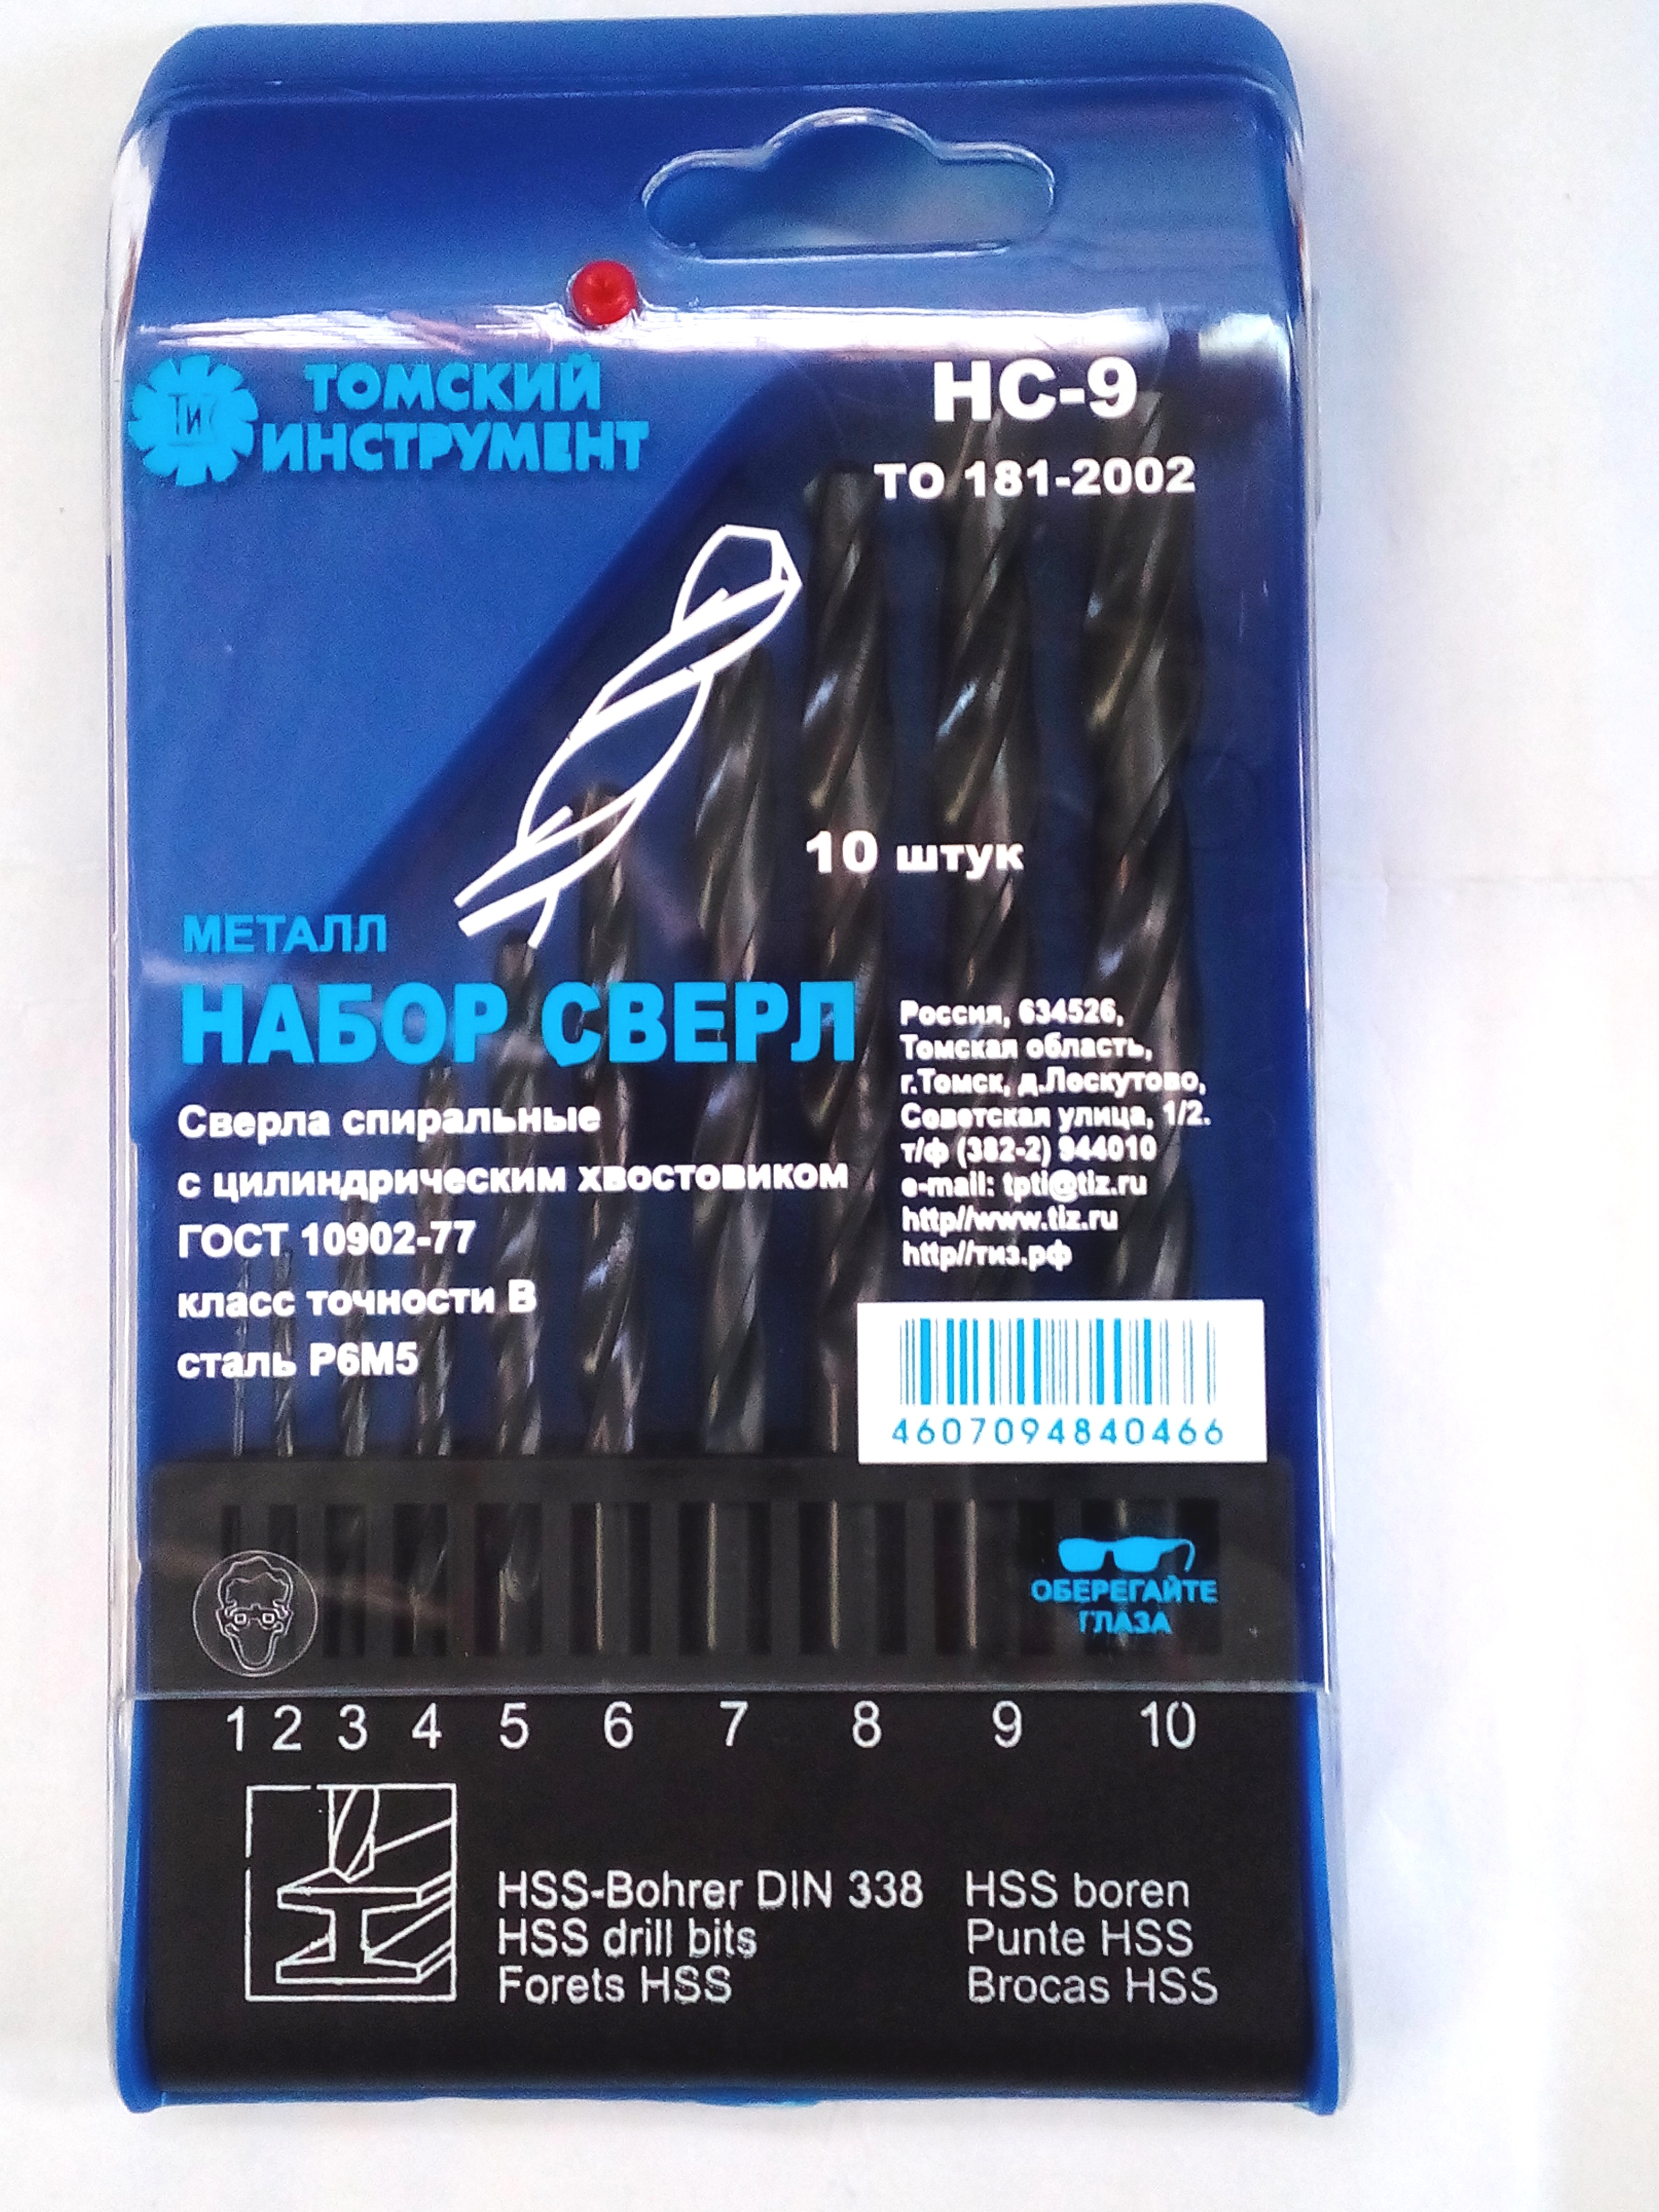 ТОМСКИЙ
ИНСТРУМЕНТ
ТИС
НС-9
ТО 181-2002
10 штук
МЕТАЛЛ
НАБОР СВЕРЛ
Сверла спиральные
с цилиндрическим хвостовиком
ГОСТ 10902-77
класс точности В
сталь Р6М5
Россия, 634526,
Томская область,
г.Томск, д.Лоскутово,
Советская улица, 1/2.
т/ф (382-2) 944010
e-mail: tpti@tiz.ru
http//www.tiz.ru
http//тиз.рф
4607094840466
ОБЕРЕГАЙТЕ
ГЛАЗА
1 2 3 4 5 6 7 8 9 10
HSS-Bohrer DIN 338
HSS drill bits
Forets HSS
HSS boren
Punte HSS
Brocas HSS